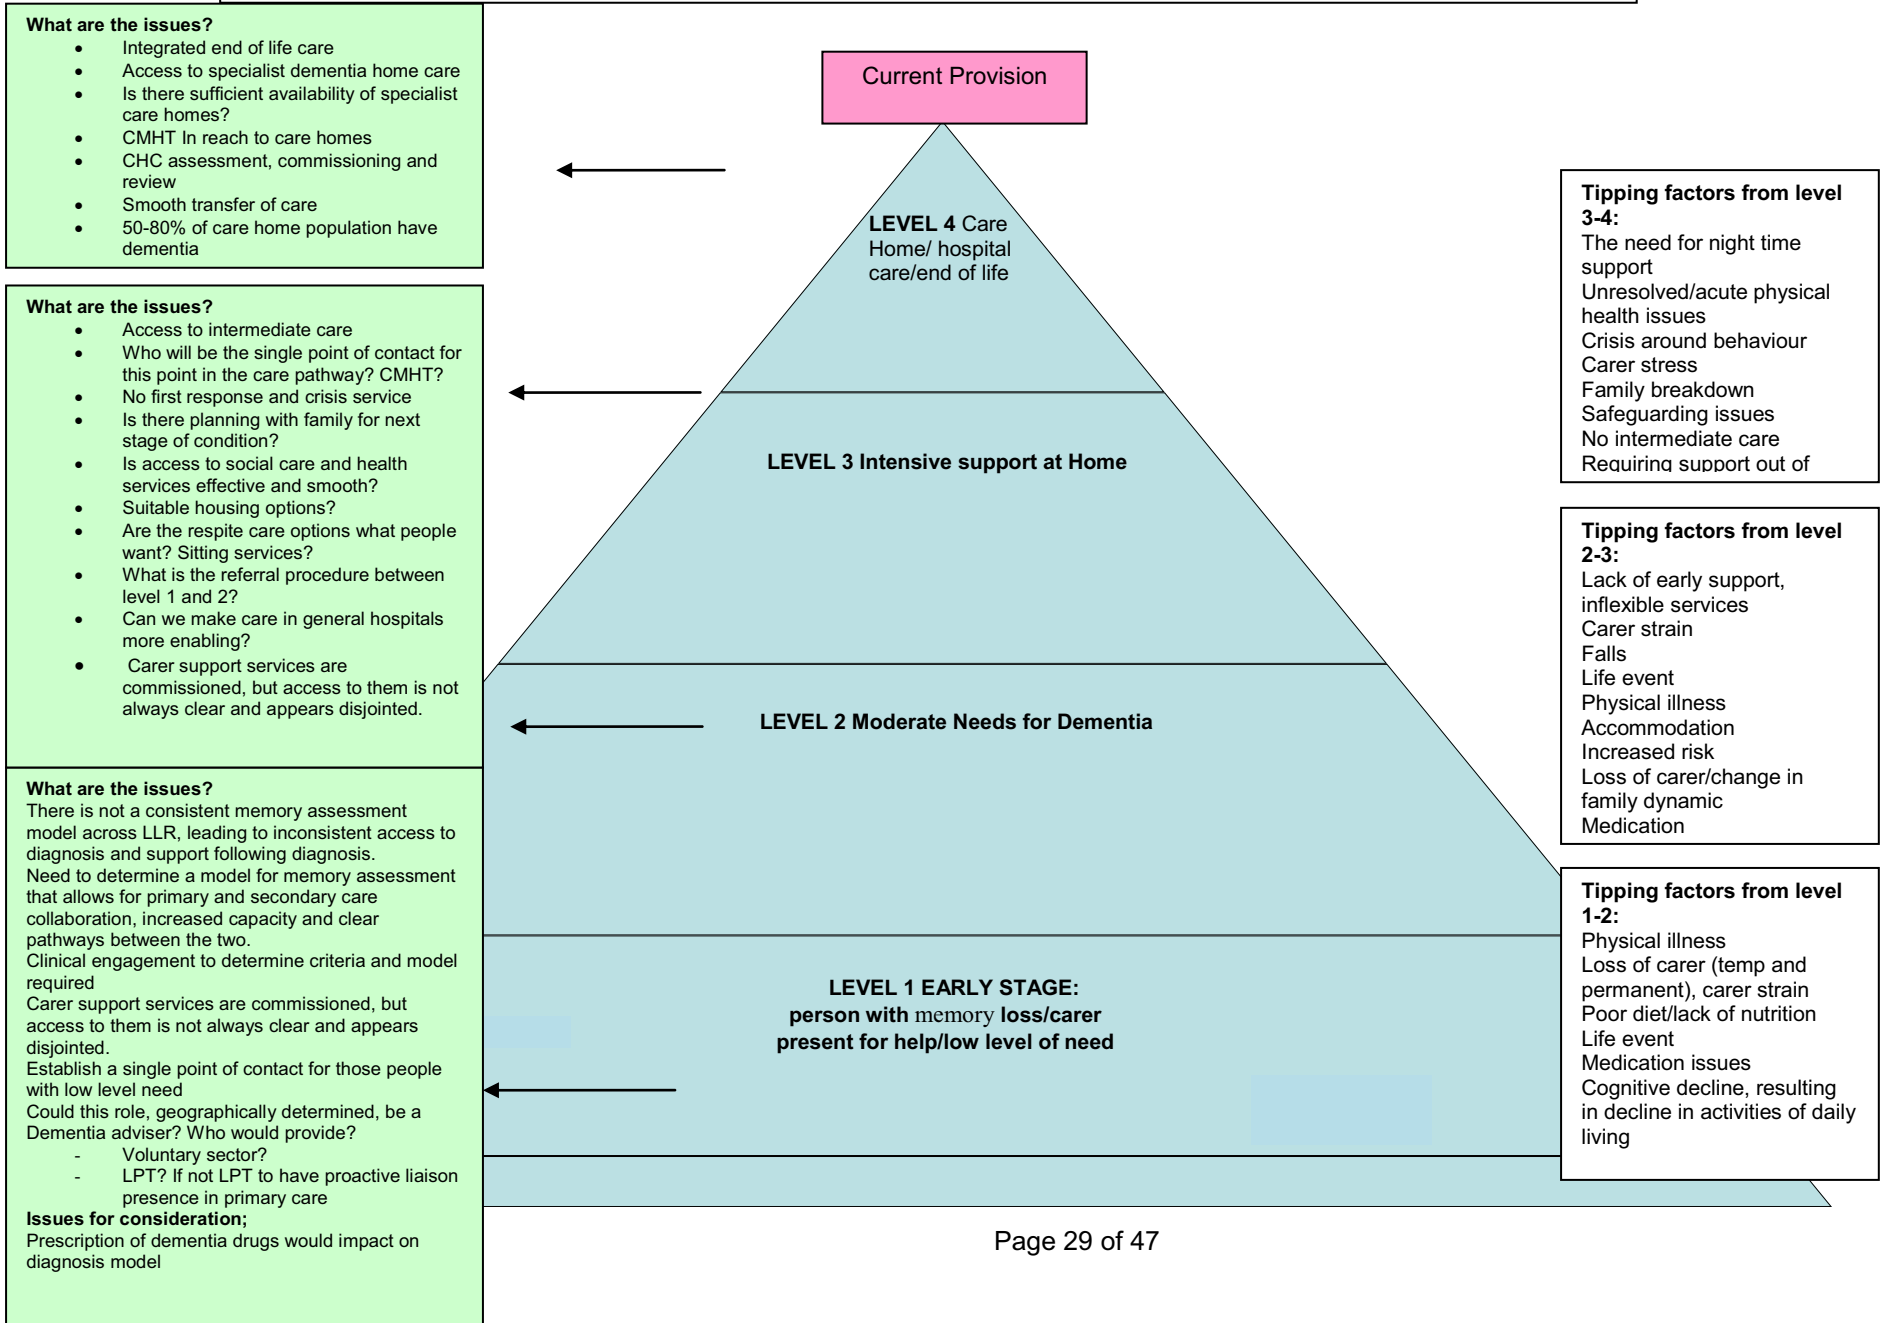 What are the issues?
• Integrated end of life care
• Access to specialist dementia home care
• Is there sufficient availability of specialist
care homes?
• CMHT In reach to care homes
• CHC assessment, commissioning and
review
• Smooth transfer of care
• 50-80% of care home population have
dementia
What are the issues?
• Access to intermediate care
• Who will be the single point of contact for
this point in the care pathway? CMHT?
• No first response and crisis service
• Is there planning with family for next
stage of condition?
• Is access to social care and health
services effective and smooth?
• Suitable housing options?
• Are the respite care options what people
want? Sitting services?
• What is the referral procedure between
level 1 and 2?
• Can we make care in general hospitals
more enabling?
• Carer support services are
commissioned, but access to them is not
always clear and appears disjointed.
What are the issues?
There is not a consistent memory assessment
model across LLR, leading to inconsistent access to
diagnosis and support following diagnosis.
Need to determine a model for memory assessment
that allows for primary and secondary care
collaboration, increased capacity and clear
pathways between the two.
Clinical engagement to determine criteria and model
required
Carer support services are commissioned, but
access to them is not always clear and appears
disjointed.
Establish a single point of contact for those people
with low level need
Could this role, geographically determined, be a
Dementia adviser? Who would provide?
- Voluntary sector?
- LPT? If not LPT to have proactive liaison
presence in primary care
Issues for consideration;
Prescription of dementia drugs would impact on
diagnosis model
Current Provision
LEVEL 4 Care
Home/ hospital
care/end of life
LEVEL 3 Intensive support at Home
LEVEL 2 Moderate Needs for Dementia
LEVEL 1 EARLY STAGE:
person with memory loss/carer
present for help/low level of need
Tipping factors from level
3-4:
The need for night time
support
Unresolved/acute physical
health issues
Crisis around behaviour
Carer stress
Family breakdown
Safeguarding issues
No intermediate care
Requiring support out of
Tipping factors from level
2-3:
Lack of early support,
inflexible services
Carer strain
Falls
Life event
Physical illness
Accommodation
Increased risk
Loss of carer/change in
family dynamic
Medication
Tipping factors from level
1-2:
Physical illness
Loss of carer (temp and
permanent), carer strain
Poor diet/lack of nutrition
Life event
Medication issues
Cognitive decline, resulting
in decline in activities of daily
living
Page 29 of 47